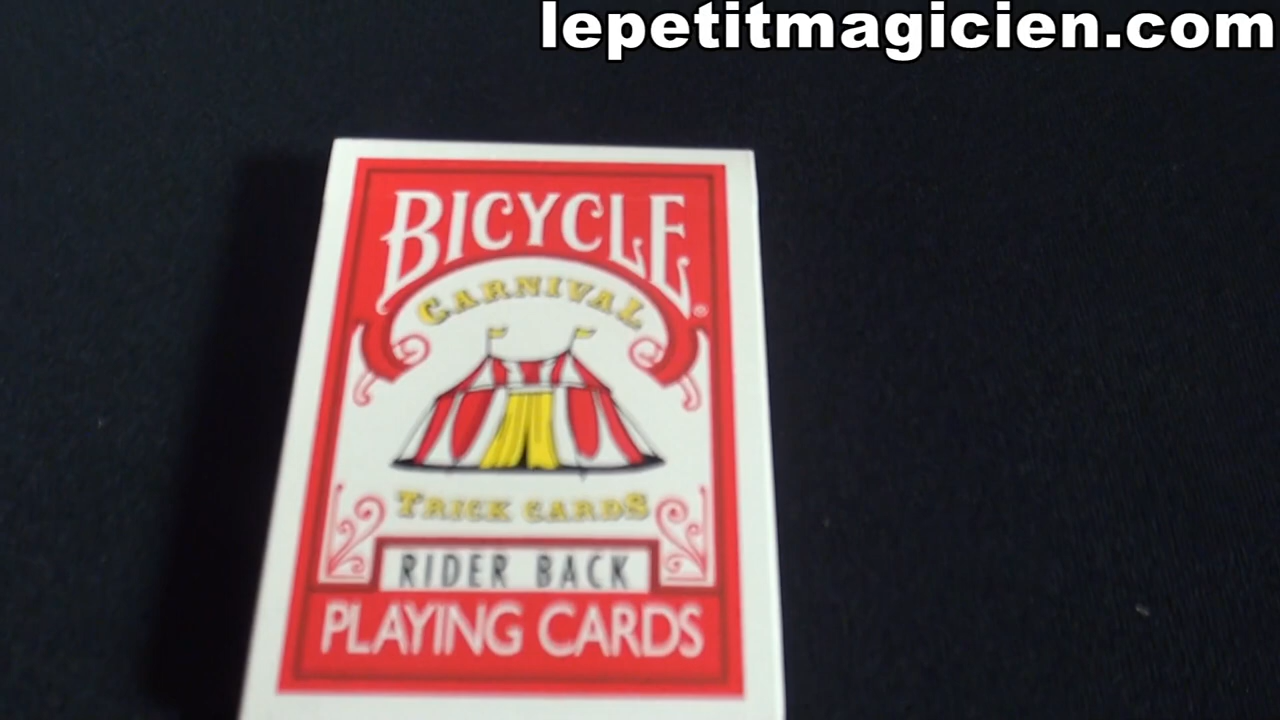 lepetitmagicien.com
BICYCLE
CARNIVAL
TRICK CARDS
RIDER BACK
PLAYING CARDS